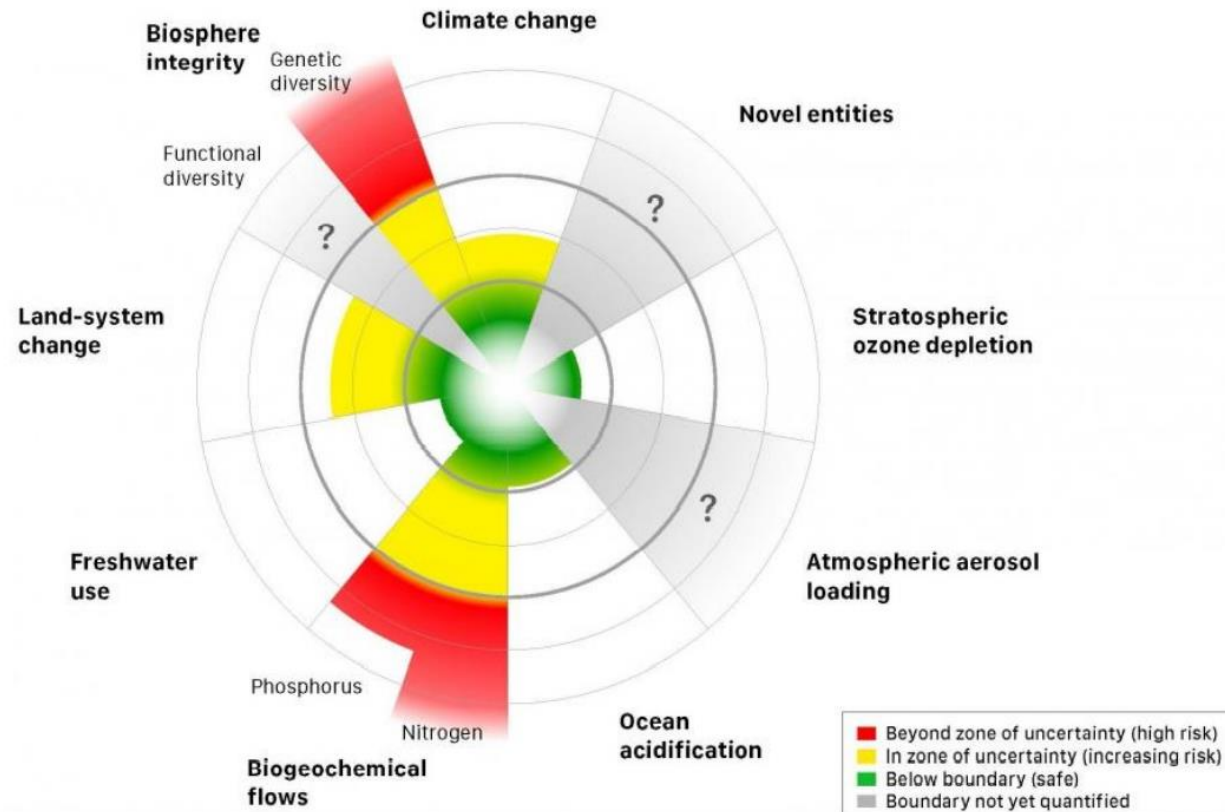 Climate change
Biosphere
integrity
Genetic
diversity
Novel entities
Functional
diversity
?
?
Land-system
change
Stratospheric
ozone depletion
?
Freshwater
use
Atmospheric aerosol
loading
Phosphorus
Nitrogen
Ocean
acidification
Biogeochemical
flows
Beyond zone of uncertainty (high risk)
In zone of uncertainty (increasing risk)
Below boundary (safe)
Boundary not yet quantified